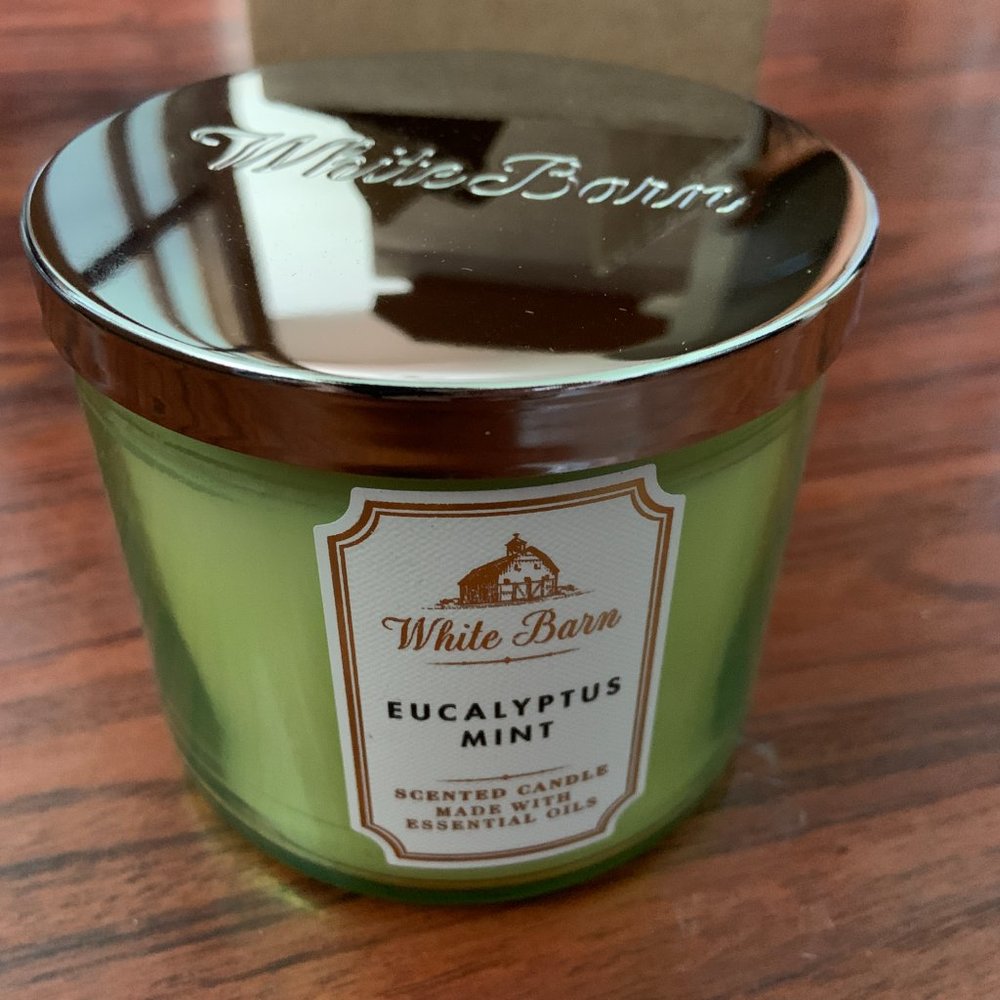 White Barn
White Barn
EUCALYPTUS
MINT
SCENTED CANDLE
MADE WITH
ESSENTIAL OILS